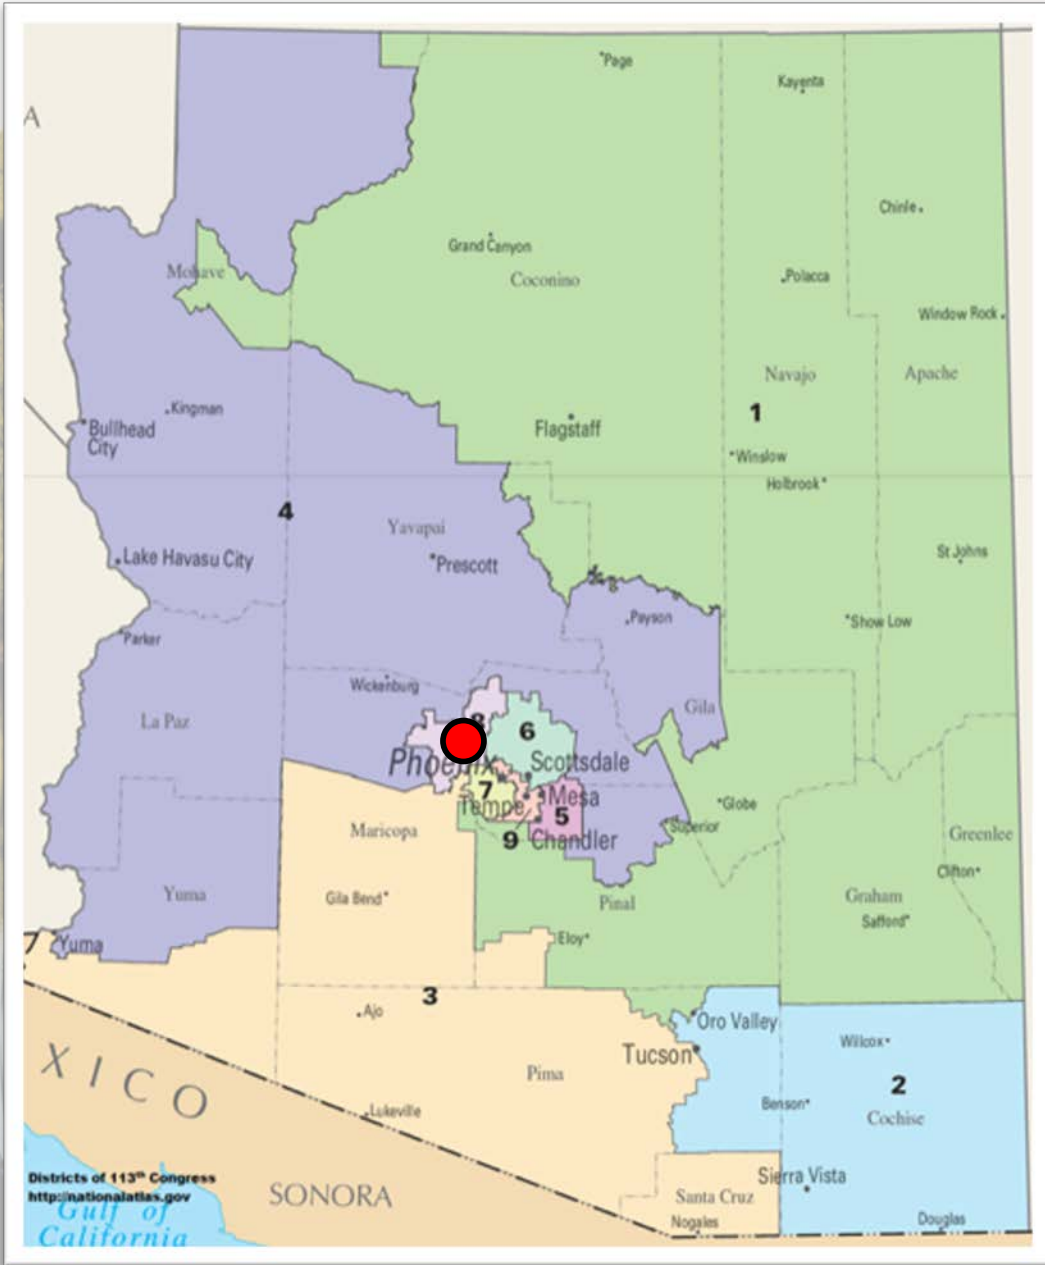 Page
Kayenta
A
Chinle
Grand Canyon
Mohave
Coconino
Polacca
Window Rock
Navajo
Apache
Kingman
1
Bullhead
City
Flagstaff
Winslow
Holbrook
4
Yavapai
Lake Havasu City
Prescott
St Johns
Payson
Show Low
Parker
Wickenburg
La Paz
Gila
8
6
Phoenix
Scottsdale
7
Mesa
Tempe
Globe
5
Superior
Maricopa
9
Chandler
Greenlee
Clifton
Yuma
Gila Bend
Pinal
Graham
Safford
Yuma
Eloy
3
Ajo
Oro Valley
Willcox
Tucson
X I C O
Pima
2
Benson
Cochise
Lukeville
Districts of 113th Congress
http://nationalatlas.gov
SONORA
Sierra Vista
Santa Cruz
Gulf of
California
Nogales
Douglas